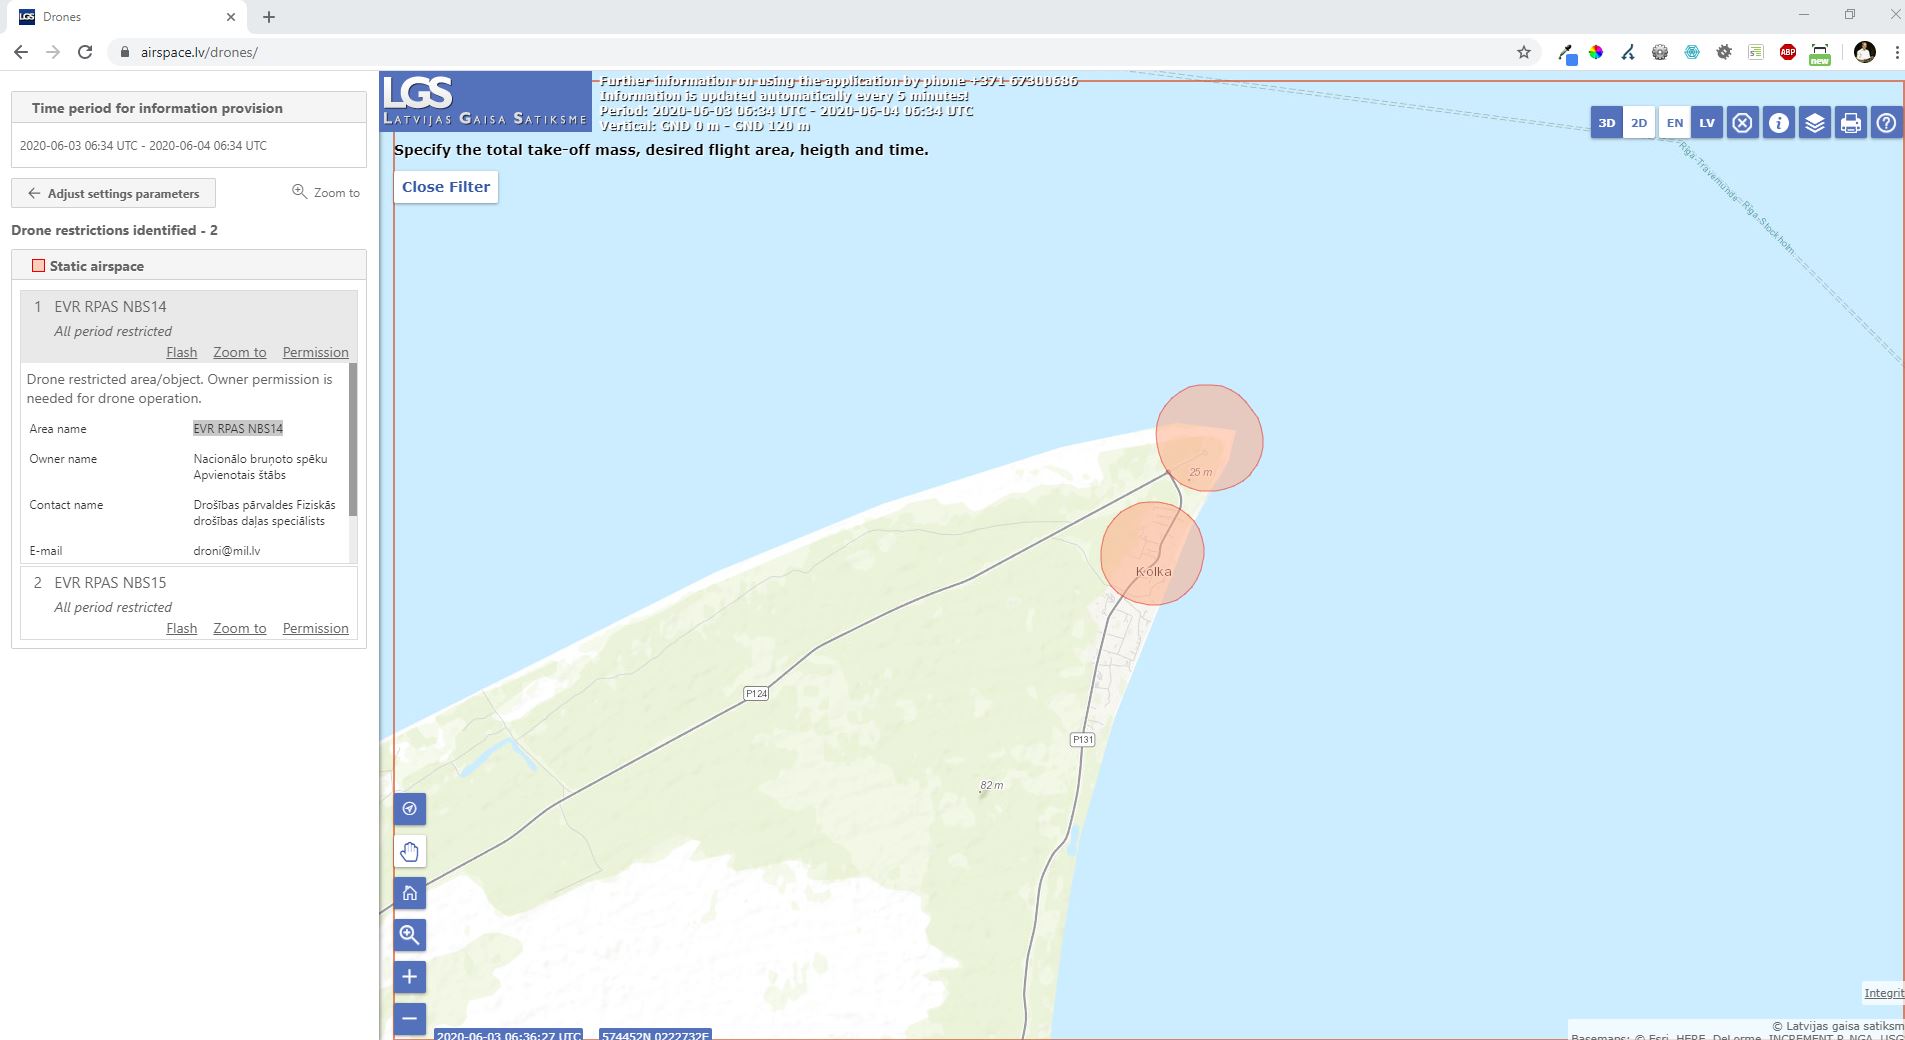 Drones
airspace.lv/drones/
ABP
new
Time period for information provision
2020-06-03 06:34 UTC - 2020-06-04 06:34 UTC
Adjust settings parameters
Zoom to
Drone restrictions identified - 2
Static airspace
1 EVR RPAS NBS14
All period restricted
Flash Zoom to Permission
Drone restricted area/object. Owner permission is
needed for drone operation.
Area name EVR RPAS NBS14
Owner name Nacionālo bruņoto spēku
Apvienotais štābs
Contact name Drošības pārvaldes Fiziskās
drošības daļas speciālists
E-mail droni@mil.lv
2 EVR RPAS NBS15
All period restricted
Flash Zoom to Permission
LGS
LATVIJAS GAISA SATIKSME
Further information on using the application by phone +371 67300686
Information is updated automatically every 5 minutes!
Period: 2020-06-03 06:34 UTC - 2020-06-04 06:34 UTC
Vertical: GND 0 m - GND 120 m
Specify the total take-off mass, desired flight area, heigth and time.
Close Filter
3D 2D EN LV
Rīga-Travemünde
Rīga-Stockholm
25 m
Kolka
P124
P131
82 m
2020-06-03 06:36:27 UTC 574452N 0222732E
Integrit
© Latvijas gaisa satiksm
Basemaps: © Esri, HERE, DeLorme, INCREMENT P, NGA, USG